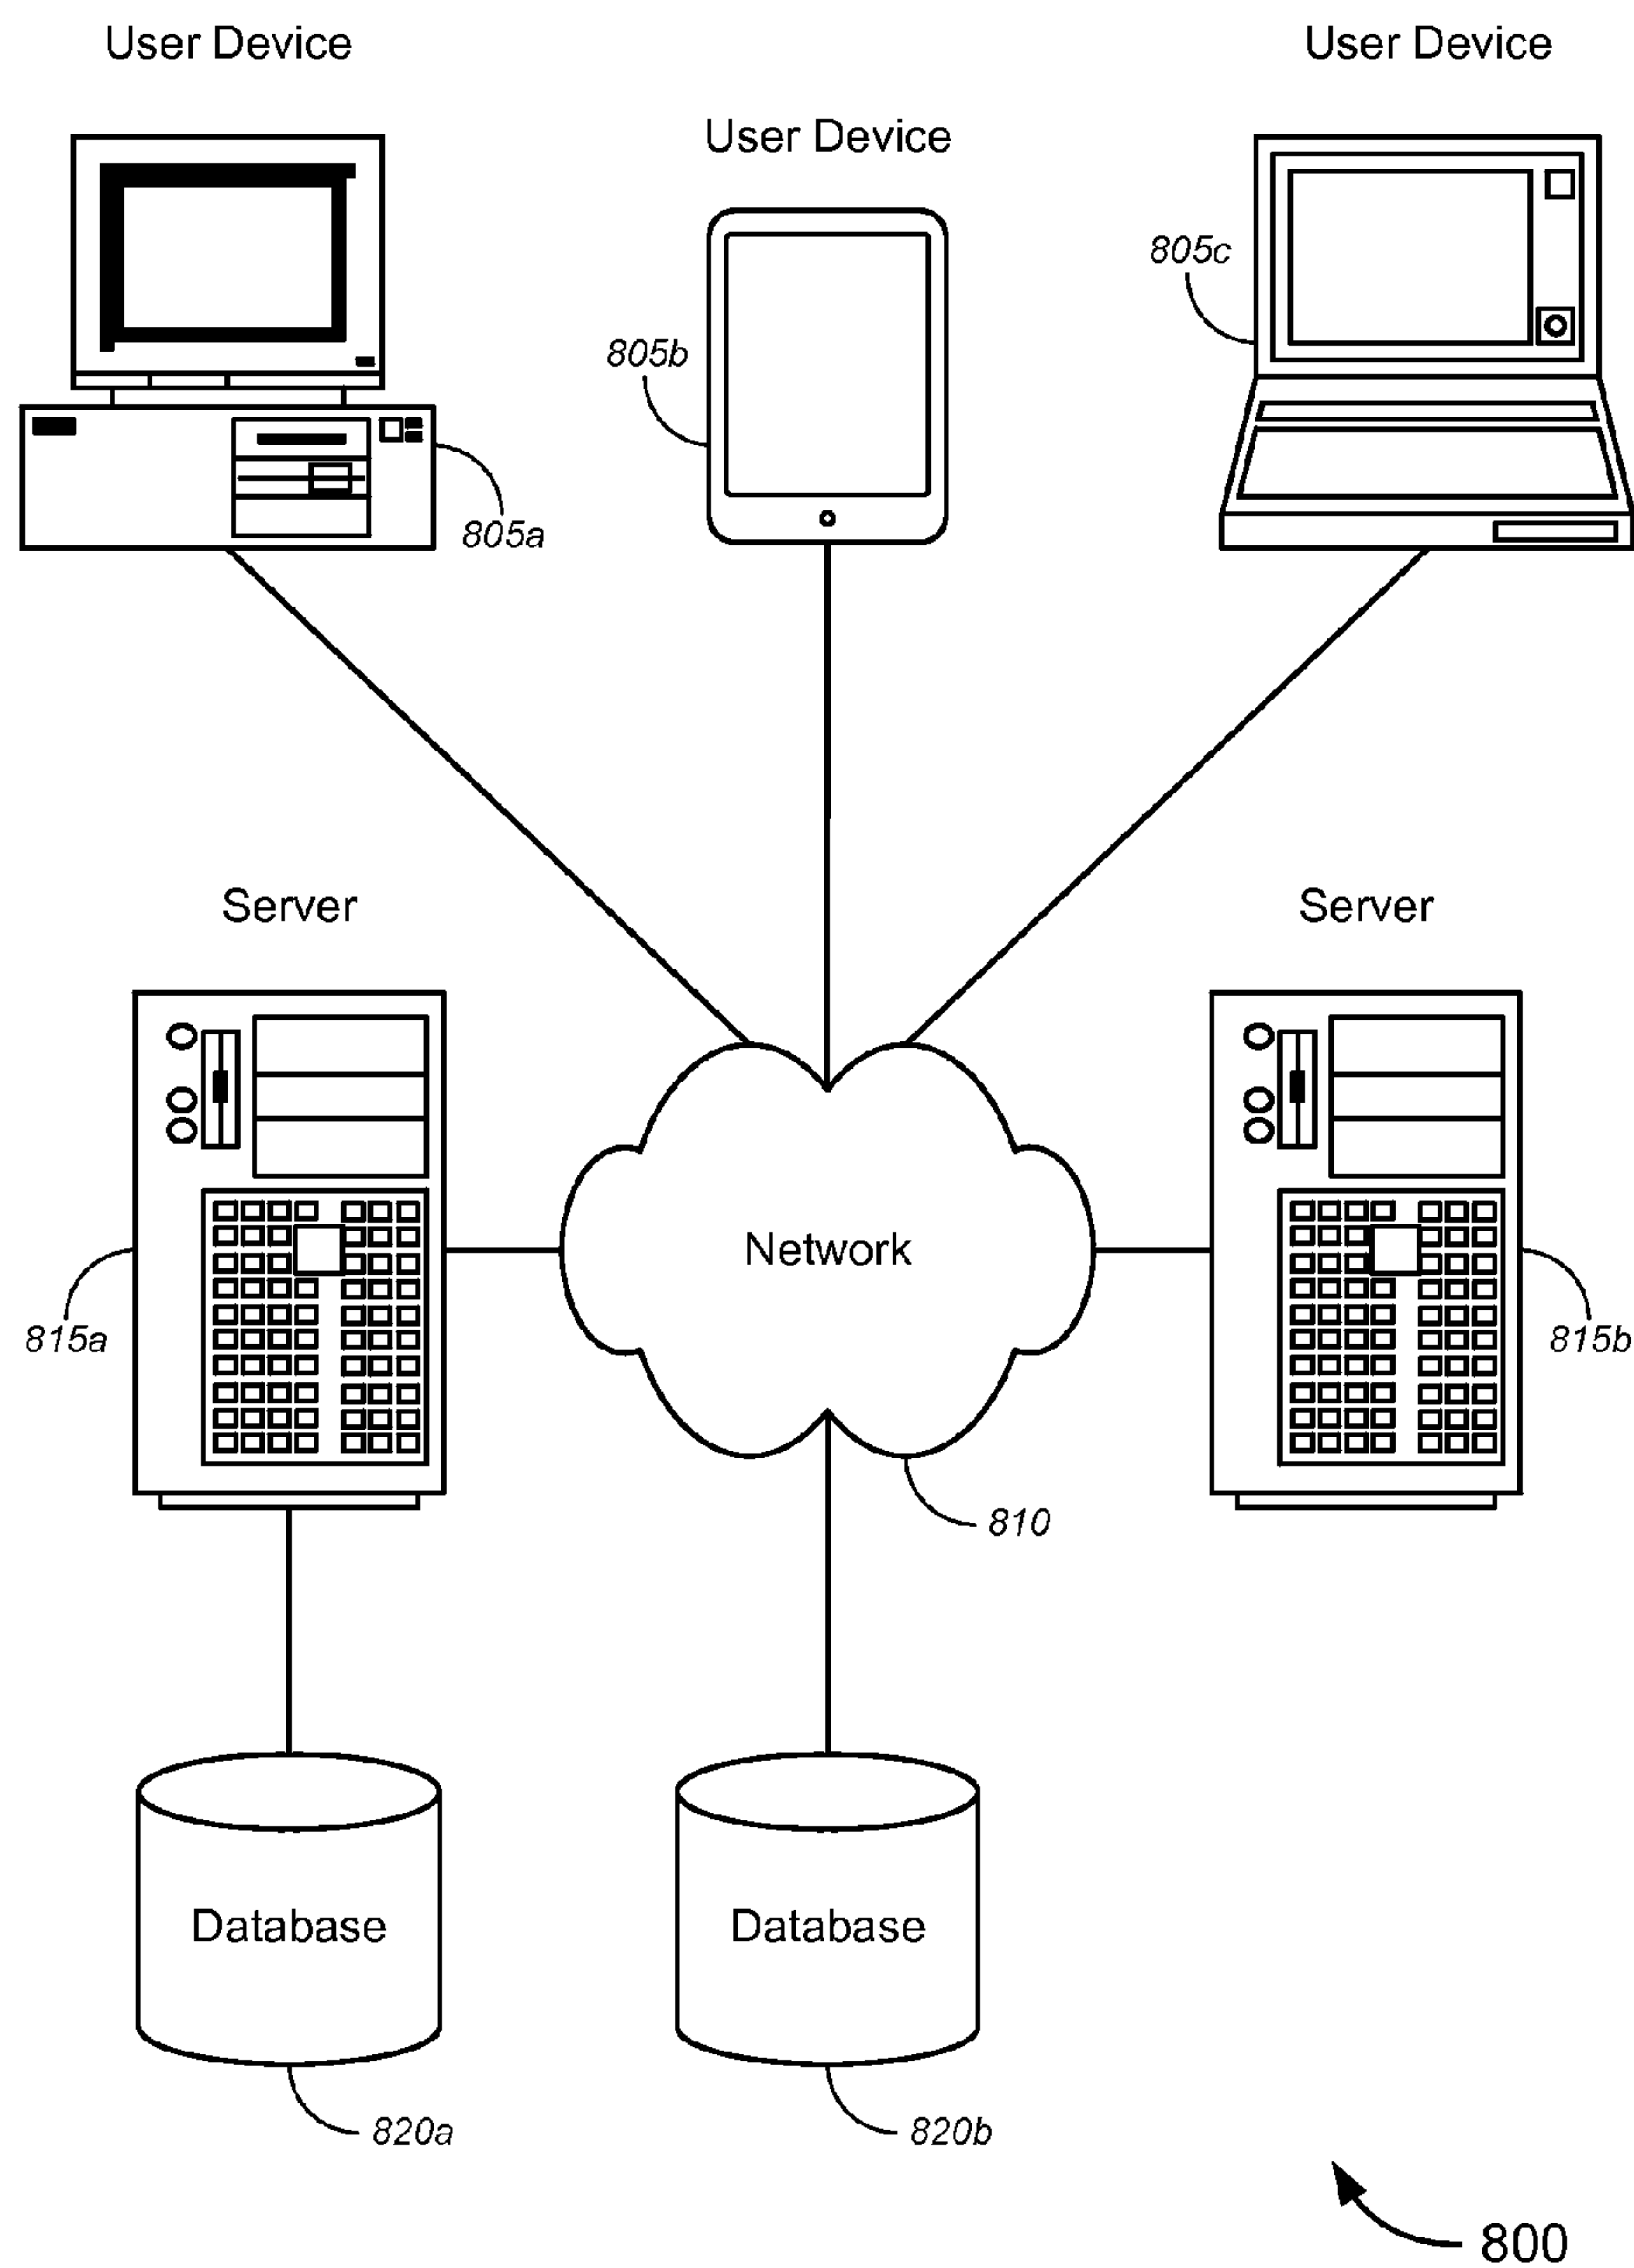 User Device
User Device
User Device
805c
805b
805a
Server
Server
Network
815a
815b
810
Database
Database
820a
820b
800